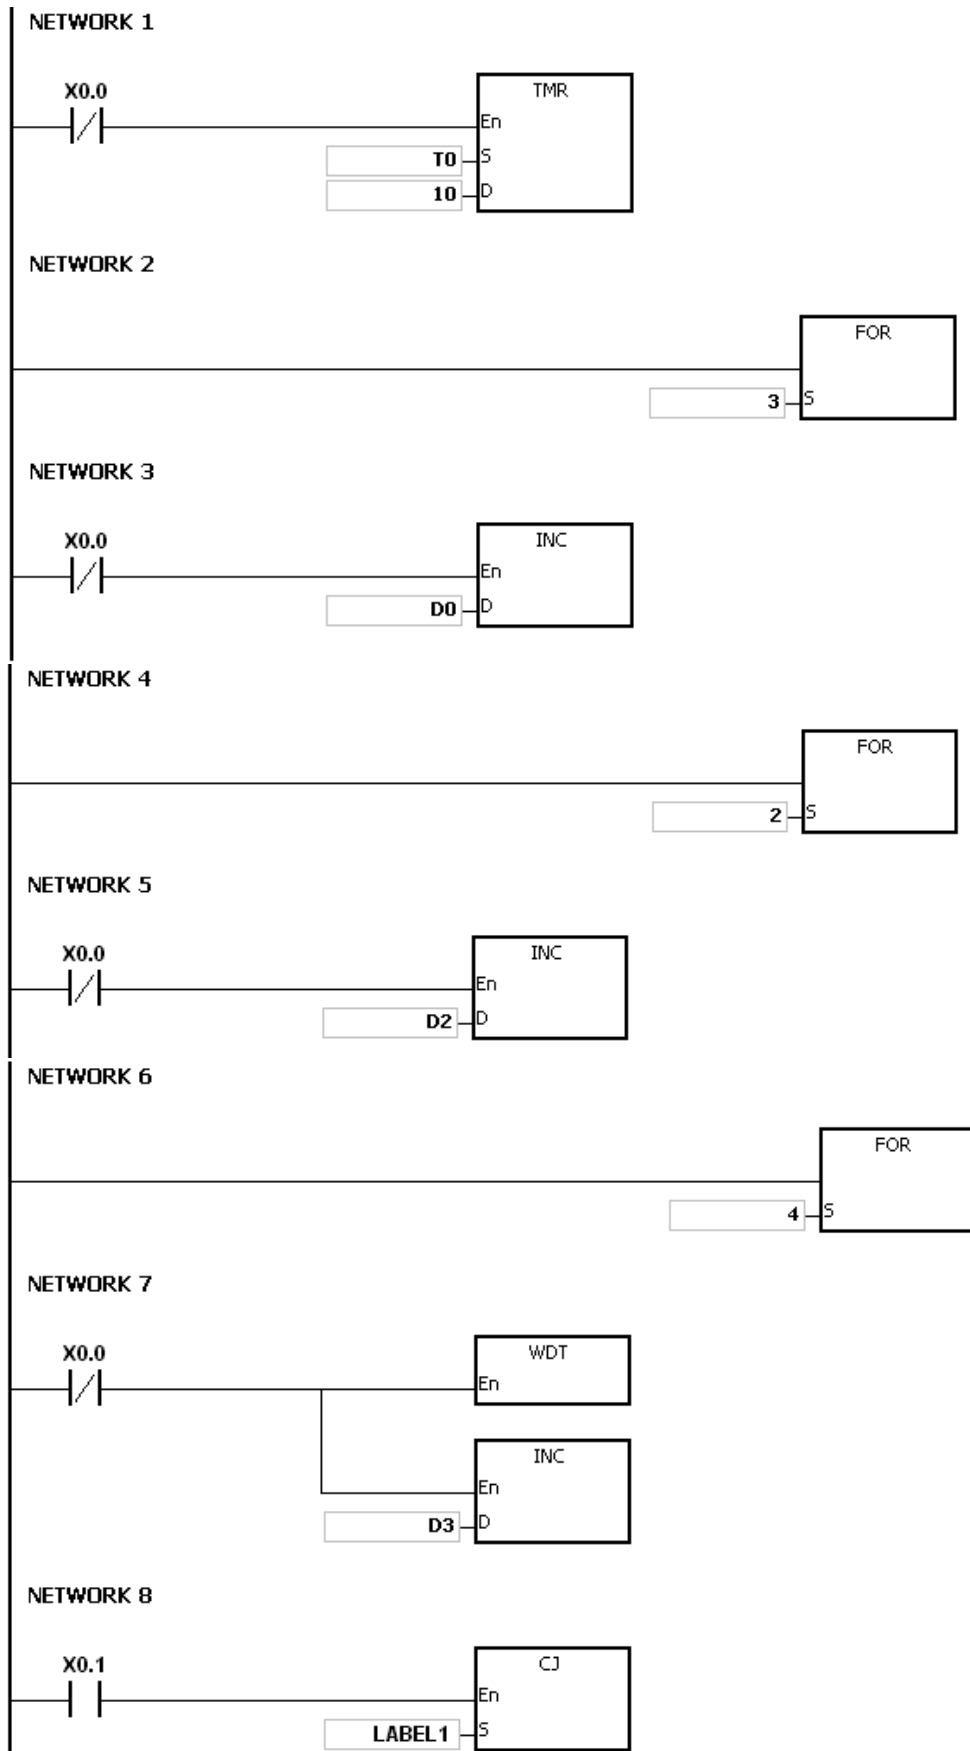 NETWORK 1
X0.0
TMR
En
T0 S
10 D
NETWORK 2
FOR
3 S
NETWORK 3
X0.0
INC
En
D0 D
NETWORK 4
FOR
2 S
NETWORK 5
X0.0
INC
En
D2 D
NETWORK 6
FOR
4 S
NETWORK 7
X0.0
WDT
En
INC
En
D3 D
NETWORK 8
X0.1
CJ
En
LABEL1 S